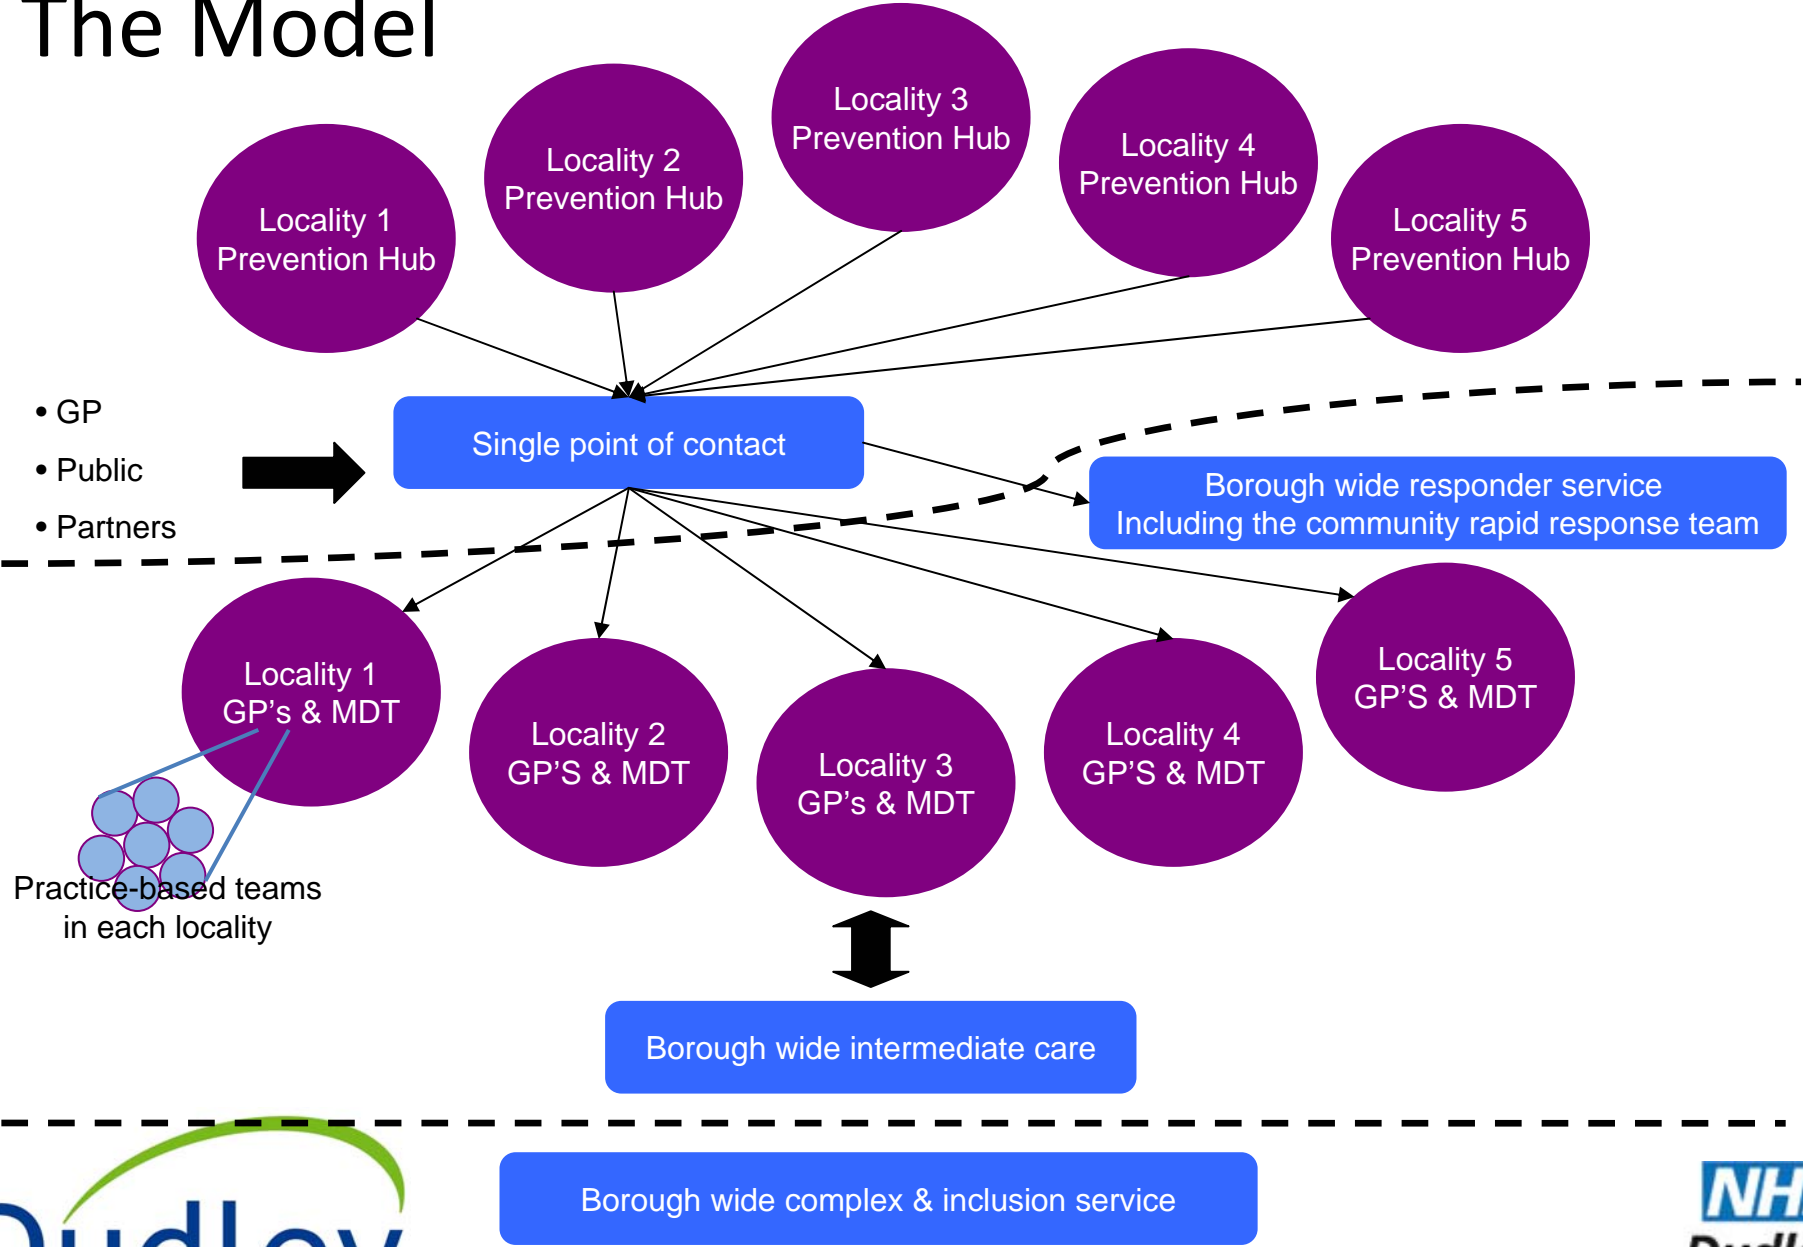 The Model
Locality 1
Prevention Hub
Locality 2
Prevention Hub
Locality 3
Prevention Hub
Locality 4
Prevention Hub
Locality 5
Prevention Hub
• GP
• Public
• Partners
Single point of contact
Borough wide responder service
Including the community rapid response team
Locality 1
GP's & MDT
Locality 2
GP'S & MDT
Locality 3
GP's & MDT
Locality 4
GP'S & MDT
Locality 5
GP'S & MDT
Practice-based teams
in each locality
Borough wide intermediate care
Borough wide complex & inclusion service
Dudley